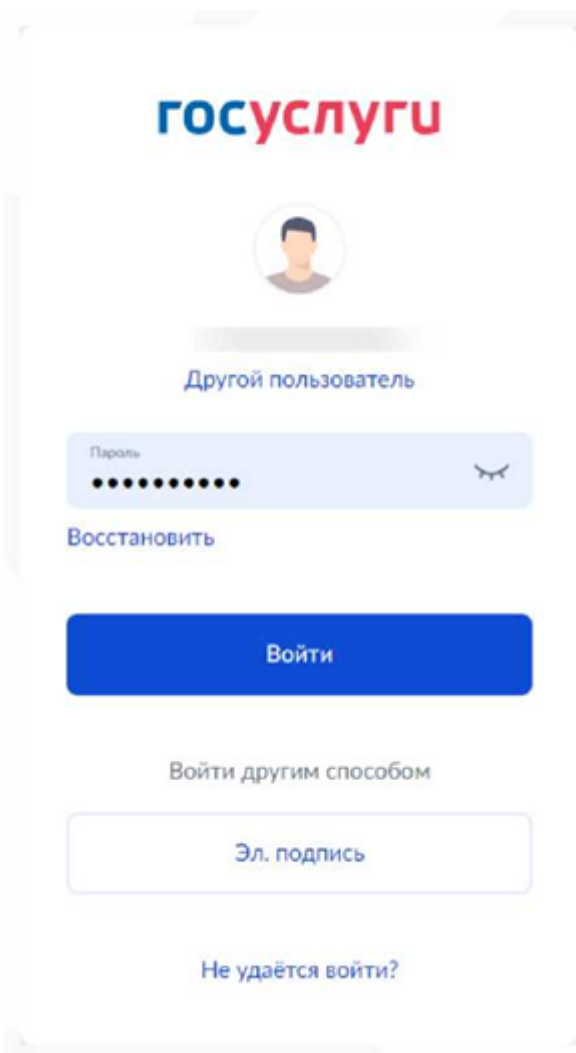 госуслуги
Другой пользователь
Пароль
••••••••••
Восстановить
Войти
Войти другим способом
Эл. подпись
Не удаётся войти?